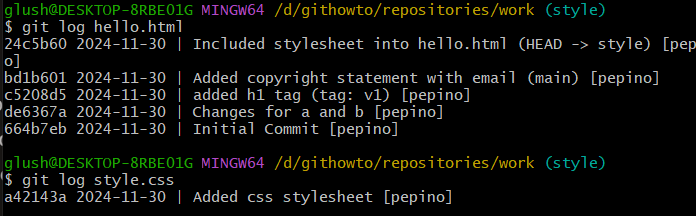 glush@DESKTOP-8RBE01G MINGW64 /d/githowto/repositories/work (style)
$ git log hello.html
24c5b60 2024-11-30 | Included stylesheet into hello.html (HEAD -> style) [pepin
o]
bd1b601 2024-11-30 | Added copyright statement with email (main) [pepino]
c5208d5 2024-11-30 | added h1 tag (tag: v1) [pepino]
de6367a 2024-11-30 | Changes for a and b [pepino]
664b7eb 2024-11-30 | Initial Commit [pepino]
glush@DESKTOP-8RBE01G MINGW64 /d/githowto/repositories/work (style)
$ git log style.css
a42143a 2024-11-30 | Added css stylesheet [pepino]